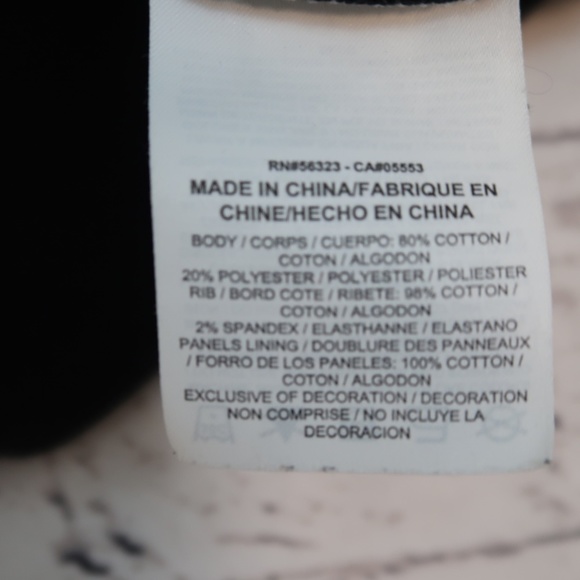 RN#56323 - CA#05553
MADE IN CHINA/FABRIQUE EN
CHINE/HECHO EN CHINA
BODY / CORPS / CUERPO: 80% COTTON /
COTON / ALGODON
20% POLYESTER / POLYESTER / POLIESTER
RIB / BORD COTE / RIBETE: 98% COTTON /
COTON / ALGODON
2% SPANDEX / ELASTHANNE / ELASTANO
PANELS LINING / DOUBLURE DES PANNEAUX
/ FORRO DE LOS PANELES: 100% COTTON /
COTON / ALGODON
EXCLUSIVE OF DECORATION / DECORATION
NON COMPRISE / NO INCLUYE LA
DECORACION